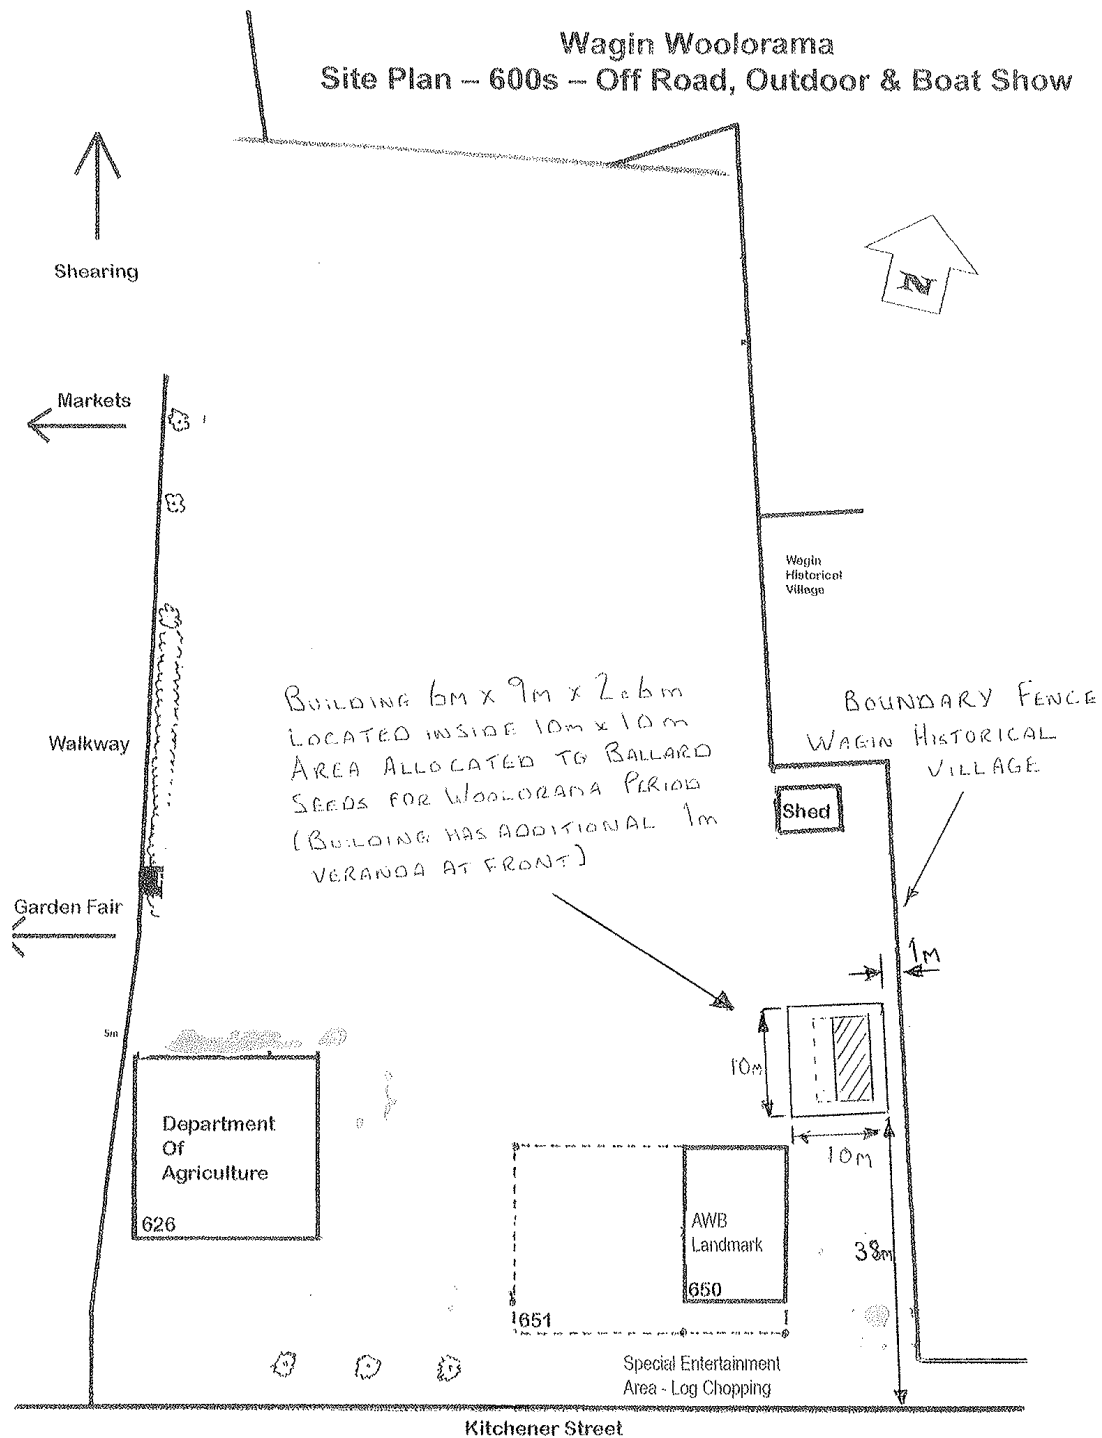 Wagin Woolorama
Site Plan – 600s – Off Road, Outdoor & Boat Show
Shearing
N
Markets
Wagin
Historical
Village
BUILDING 6M x 9M x 2.6M
LOCATED INSIDE 10M x 10M
AREA ALLOCATED TO BALLARD
SEEDS FOR WOOLORAMA PERIOD
(BUILDING HAS ADDITIONAL 1M
VERANDA AT FRONT)
BOUNDARY FENCE
WAGIN HISTORICAL
VILLAGE
Walkway
Shed
Garden Fair
1M
5m
10M
10M
Department
Of
Agriculture
626
AWB
Landmark
650
651
38M
Special Entertainment
Area - Log Chopping
Kitchener Street